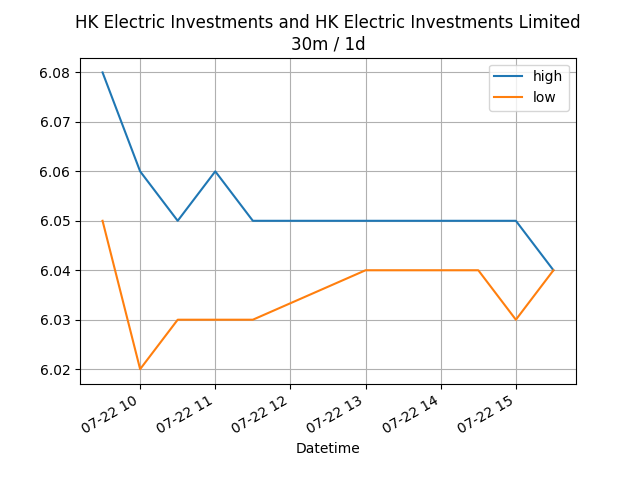 HK Electric Investments and HK Electric Investments Limited
30m / 1d
6.08
6.07
6.06
6.05
6.04
6.03
6.02
high
low
07-22 10
07-22 11
07-22 12
07-22 13
07-22 14
07-22 15
Datetime